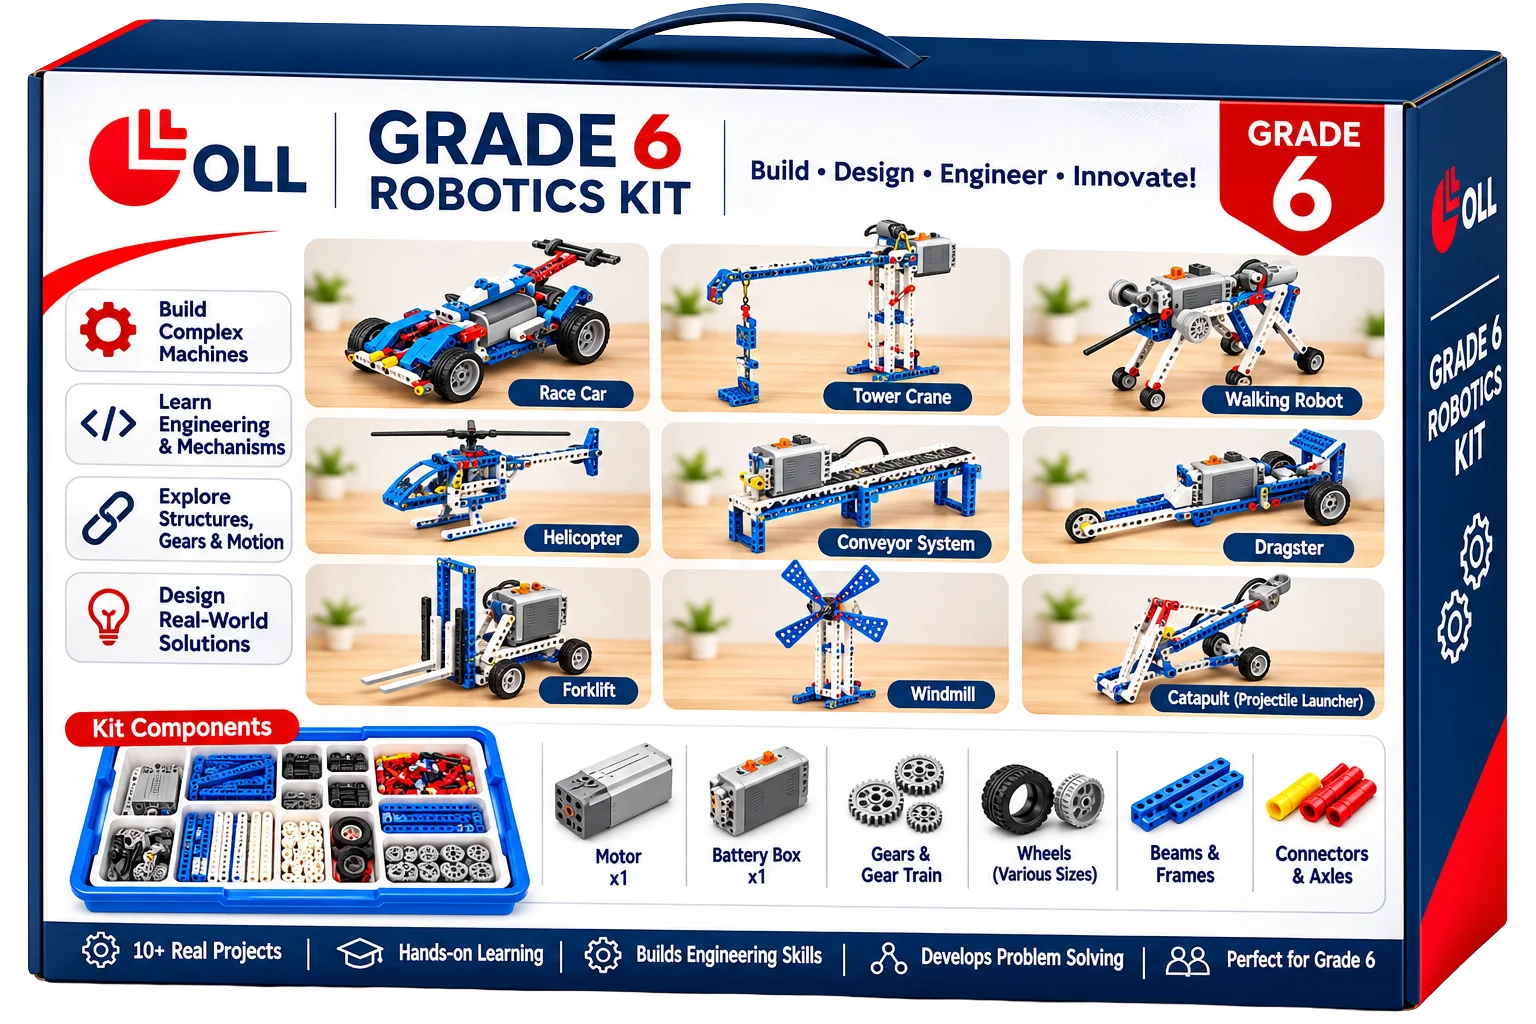 OLL
GRADE 6
ROBOTICS KIT
Build • Design • Engineer • Innovate!
GRADE
6
Build
Complex
Machines
Learn
Engineering
& Mechanisms
Explore
Structures,
Gears & Motion
Design
Real-World
Solutions
Race Car
Tower Crane
Walking Robot
Helicopter
Conveyor System
Dragster
Forklift
Windmill
Catapult (Projectile Launcher)
Kit Components
Motor
x1
Battery Box
x1
Gears &
Gear Train
Wheels
(Various Sizes)
Beams &
Frames
Connectors
& Axles
10+ Real Projects
Hands-on Learning
Builds Engineering Skills
Develops Problem Solving
Perfect for Grade 6
OLL
GRADE 6
ROBOTICS
KIT